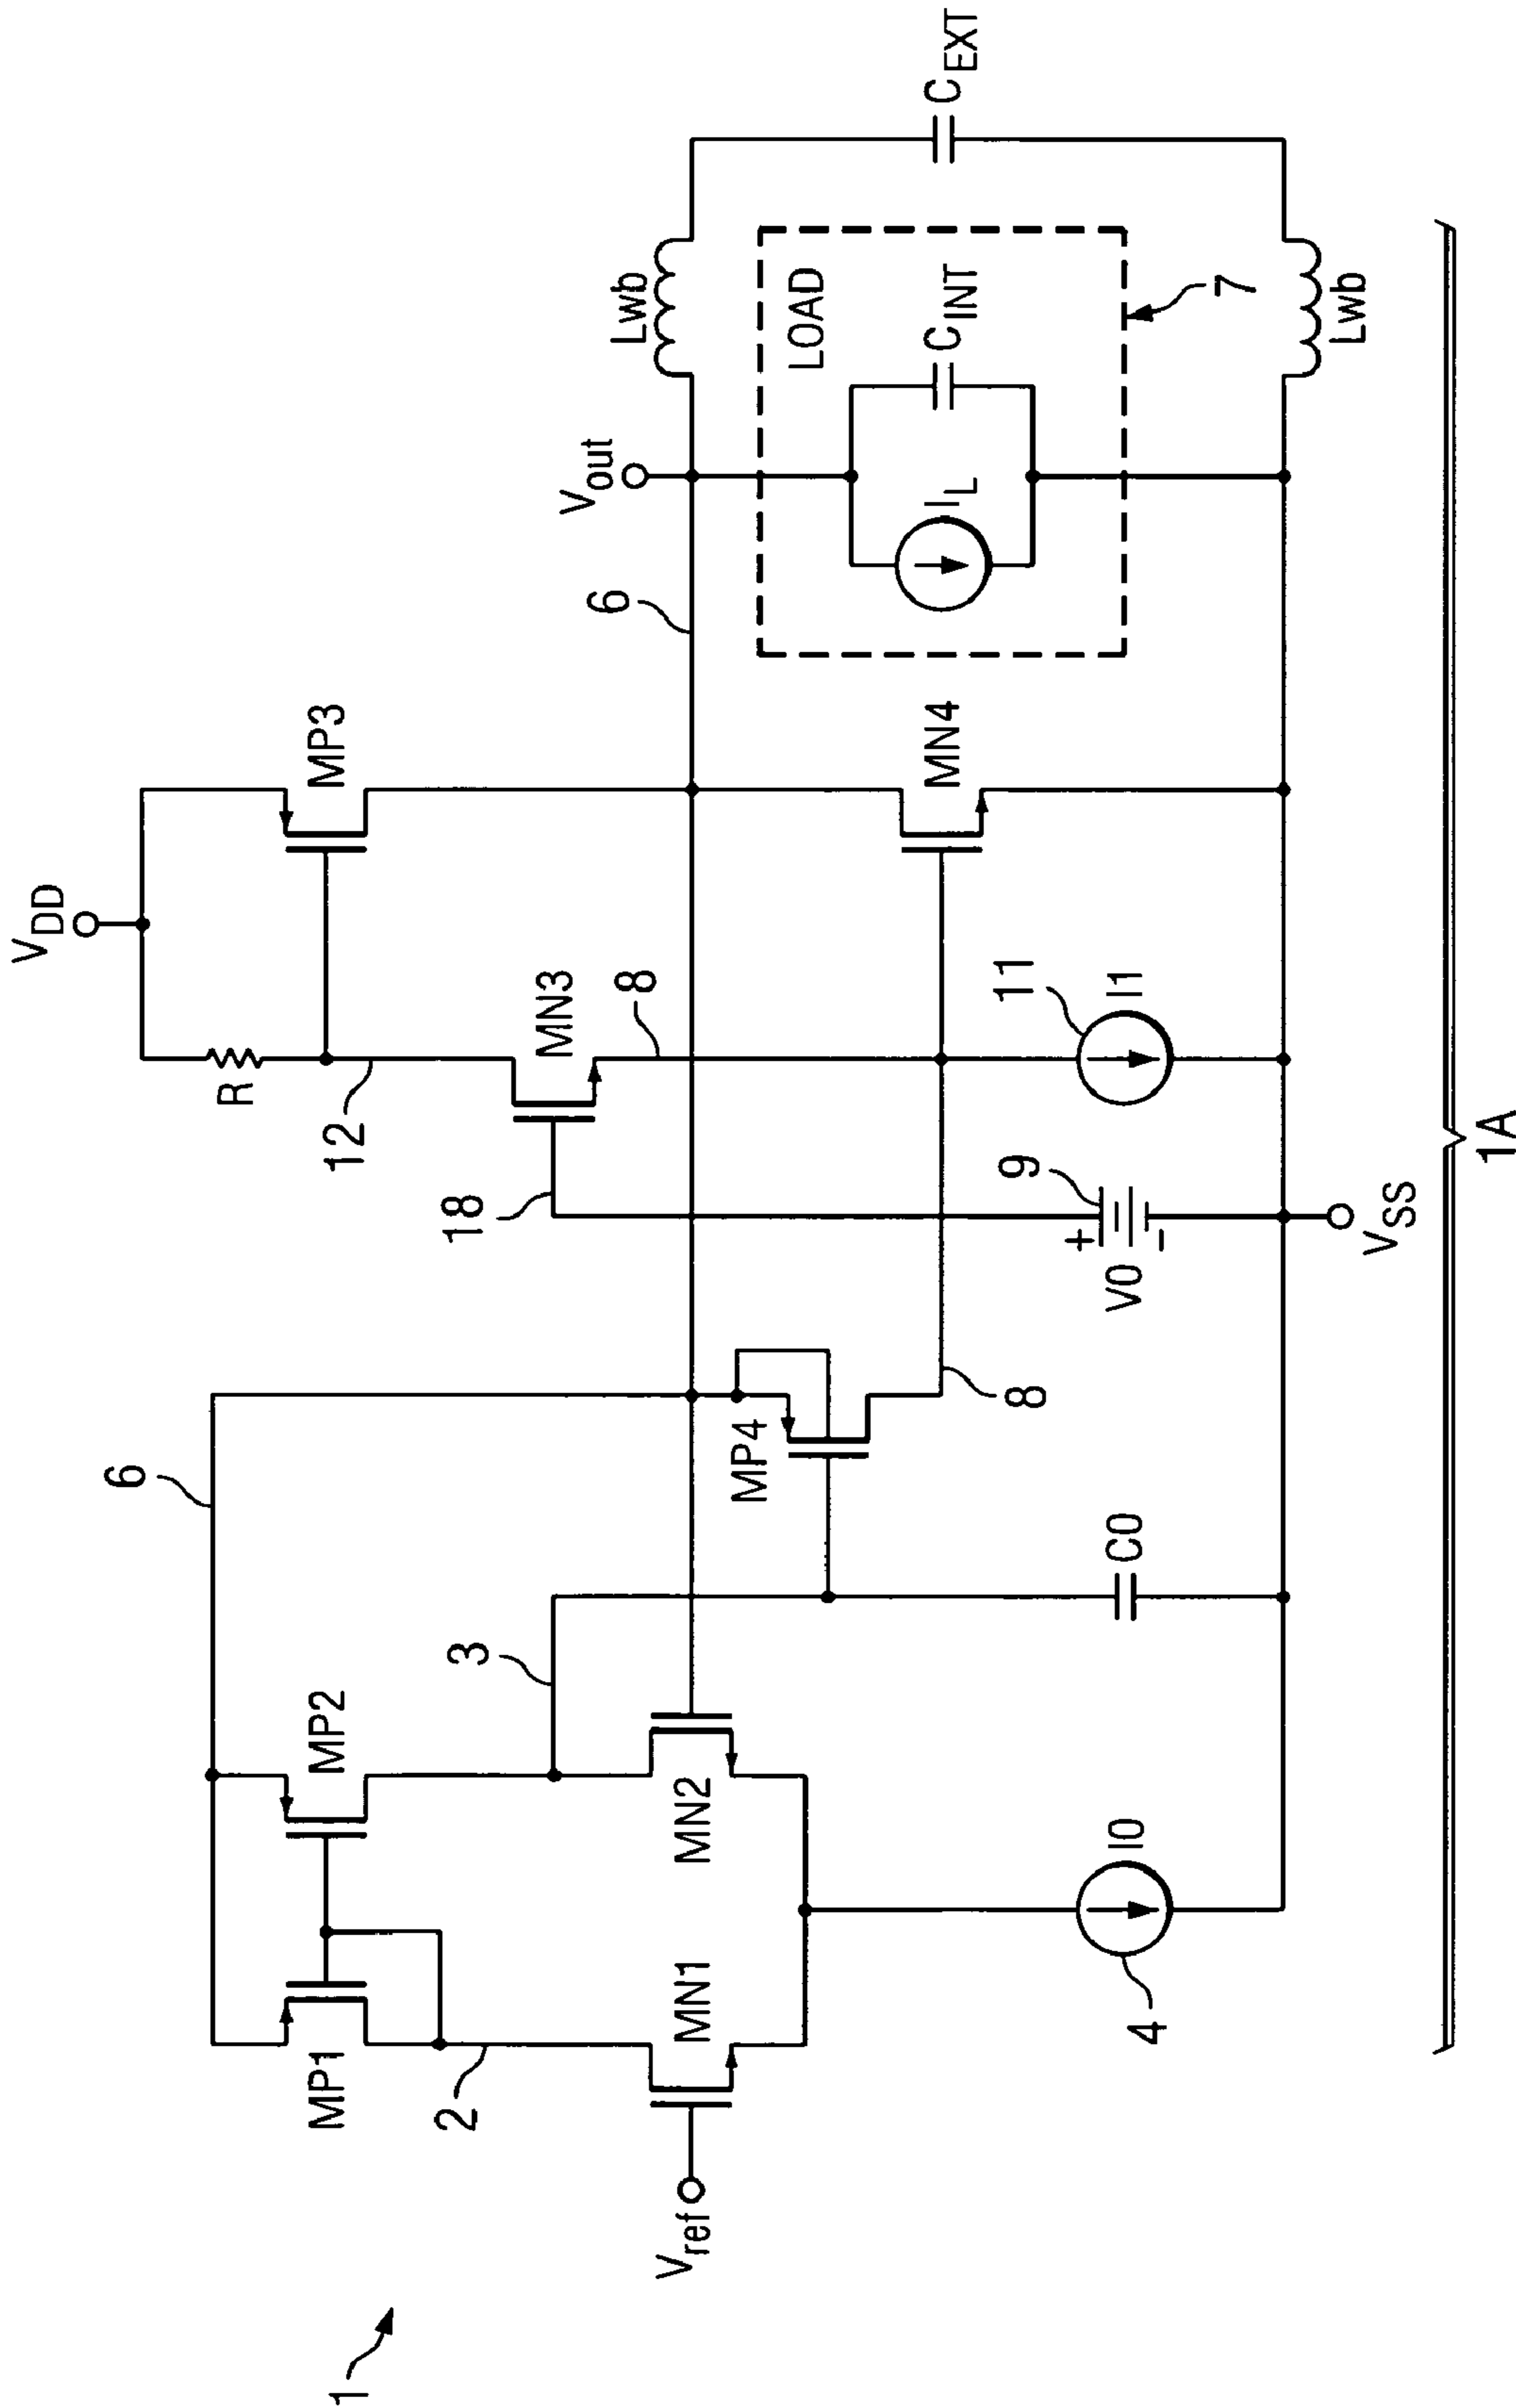 1
V_DD
6
MP1
MP2
R
12
MP3
18
MN3
8
2
3
MN1
MN2
V_ref
MP4
6
V_out
Lwb
LOAD
I_L
C_INT
C_EXT
8
MN4
7
4
I0
C0
V0
9
+
-
11
I1
V_SS
Lwb
1A